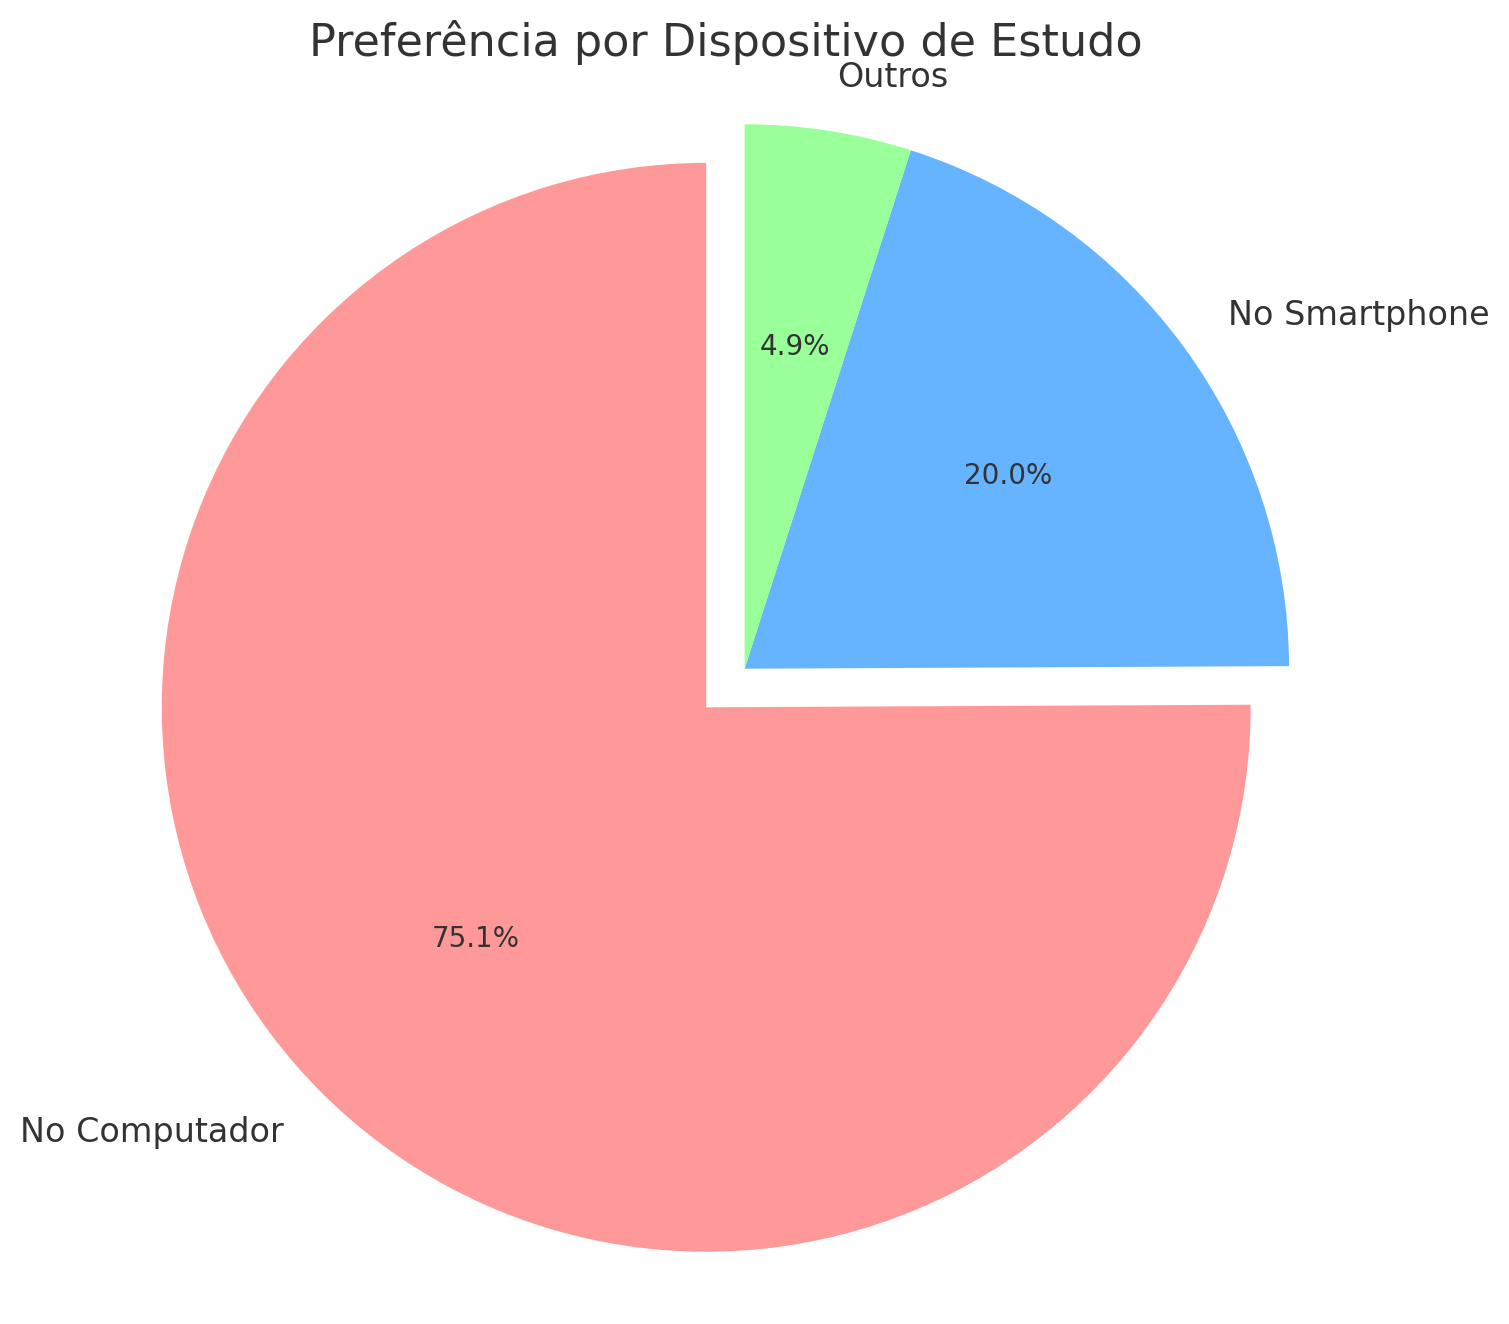 Preferência por Dispositivo de Estudo
Outros
No Smartphone
4.9%
20.0%
75.1%
No Computador